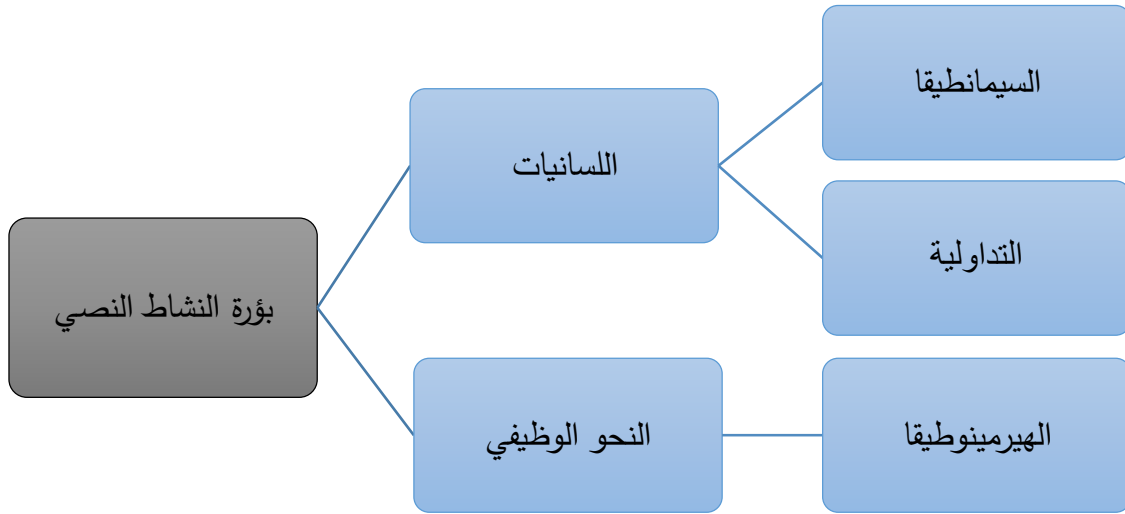 بؤرة النشاط النصي
اللسانيات
السيمانطيقا
التداولية
النحو الوظيفي
الهيرمينوطيقا